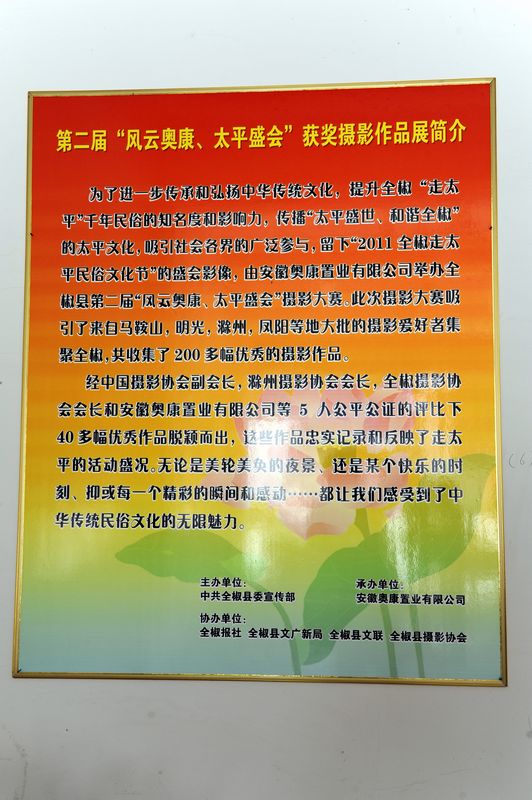 第二届“风云奥康、太平盛会”获奖摄影作品展简介
为了进一步传承和弘扬中华传统文化，提升全椒“走太
平”千年民俗的知名度和影响力，传播“太平盛世、和谐全椒”
的太平文化，吸引社会各界的广泛参与，留下“2011全椒走太
平民俗文化节”的盛会影像，由安徽奥康置业有限公司举办全
椒县第二届“风云奥康、太平盛会”摄影大赛。此次摄影大赛吸
引了来自马鞍山，明光，滁州，凤阳等地大批的摄影爱好者集
聚全椒，共收集了200多幅优秀的摄影作品。
经中国摄影协会副会长，滁州摄影协会会长，全椒摄影协
会会长和安徽奥康置业有限公司等 5 人公平公证的评比下
40多幅优秀作品脱颖而出，这些作品忠实记录和反映了走太
平的活动盛况。无论是美轮美奂的夜景、还是某个快乐的时
刻、抑或每一个精彩的瞬间和感动……都让我们感受到了中
华传统民俗文化的无限魅力。
主办单位： 承办单位：
中共全椒县委宣传部 安徽奥康置业有限公司
协办单位：
全椒报社 全椒县文广新局 全椒县文联 全椒县摄影协会